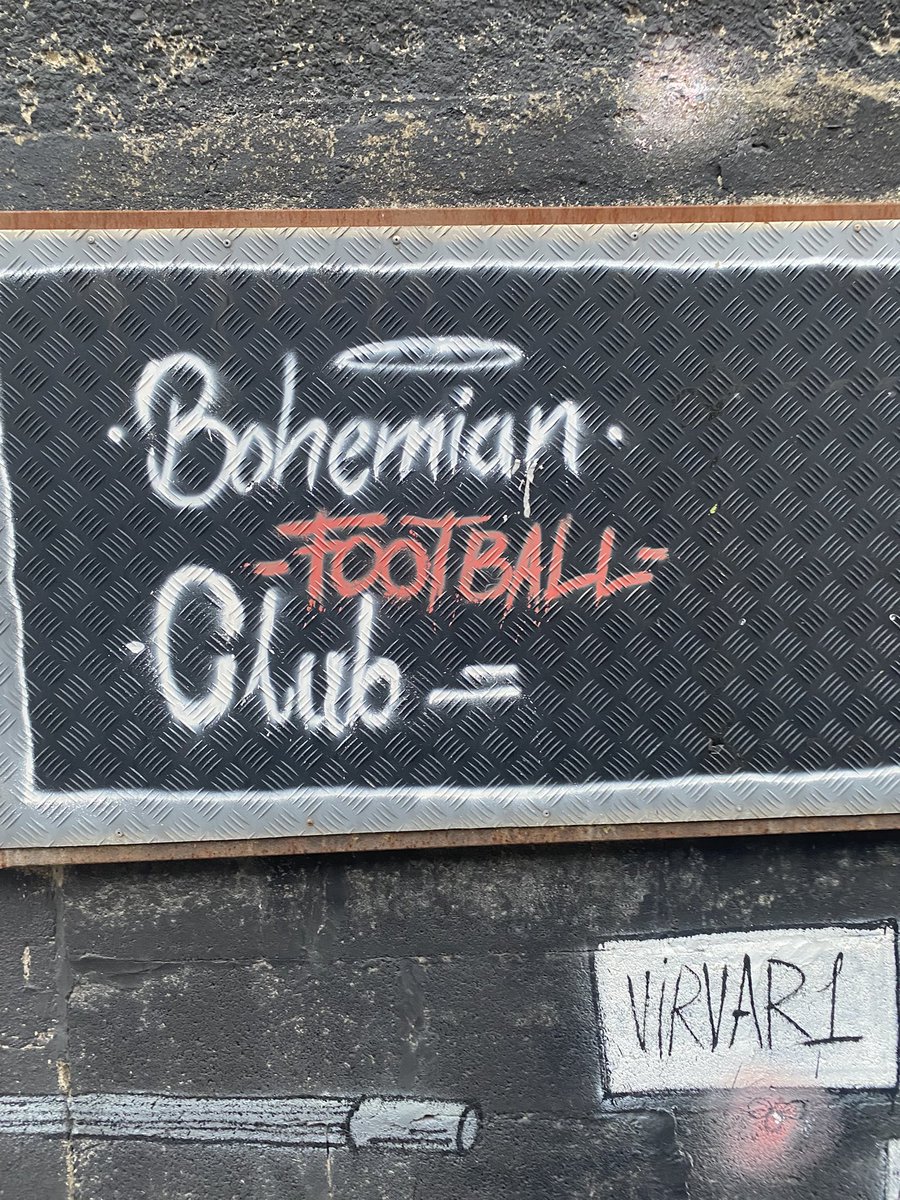 Bohemian
-FOOTBALL-
Club
VIRVAR1